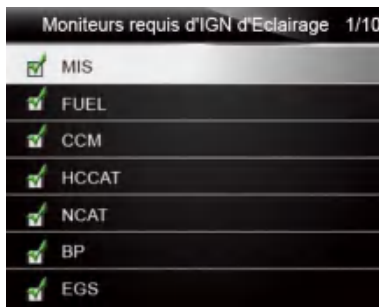 Moniteurs requis d'IGN d'Eclairage 1/10
MIS
FUEL
CCM
HCCAT
NCAT
BP
EGS